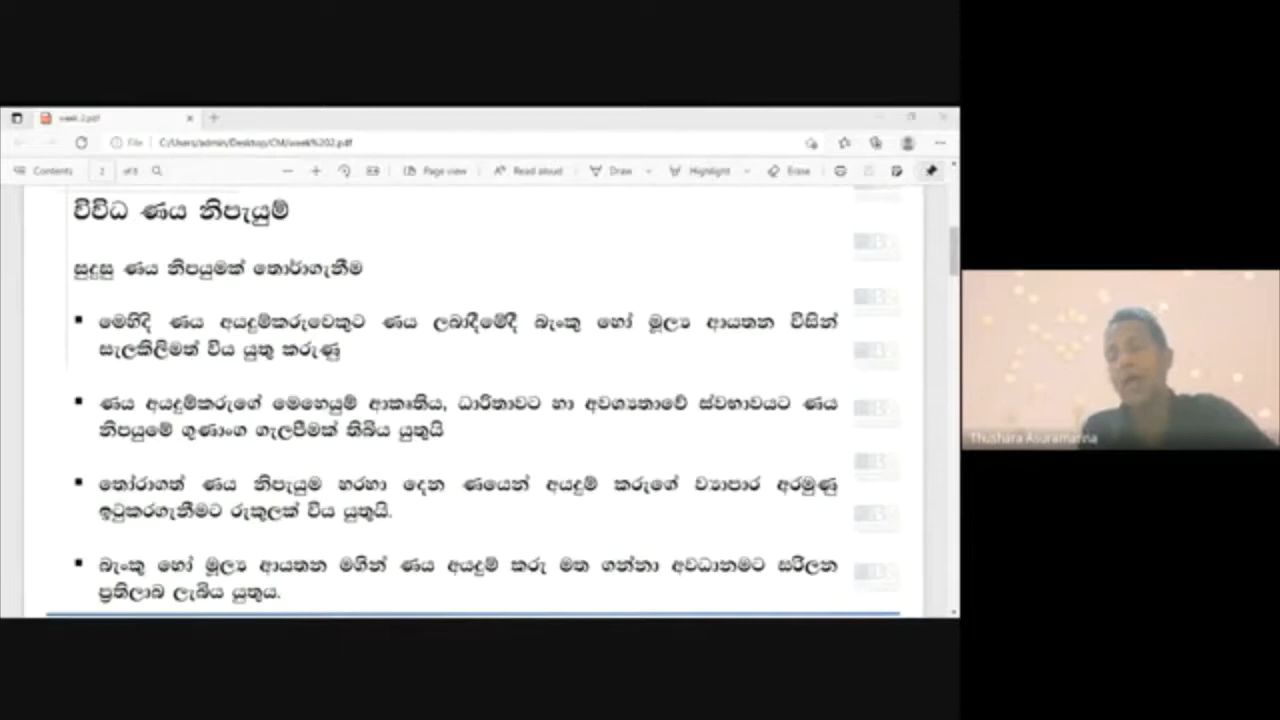 week 2.pdf
File
C:/Users/admin/Desktop/CM/week%202.pdf
Contents 2 of 8 Page view Read aloud Draw Highlight Erase
විවිධ ණය නිපැයුම්
සුදුසු ණය නිපයුමක් තොර්‍ාගැනීම
▪ මෙහිදි ණය අයදුම්කරුවෙකුට ණය ලබාදීමේදී බැංකු හෝ මූල්‍ය ආයතන විසින්
සැලකිලිමත් විය යුතු කරුණු
▪ ණය අයදුම්කරුගේ මෙහෙයුම් ආකෘතිය, ධාරිතාවට හා අවශ්‍යතාවේ ස්වභාවයට ණය
නිපයුමේ ගුණාංග ගැලපීමක් තිබිය යුතුයි
▪ තෝරාගත් ණය නිපැයුම හරහා දෙන ණයෙන් අයදුම් කරුගේ ව්‍යාපාර අරමුණු
ඉටුකරගැනීමට රුකුලක් විය යුතුයි.
▪ බැංකු හෝ මූල්‍ය ආයතන මගින් ණය අයදුම් කරු මත ගන්නා අවධානමට සරිලන
ප්‍රතිලාබ ලැබිය යුතුය.
Thushara Asuramanna